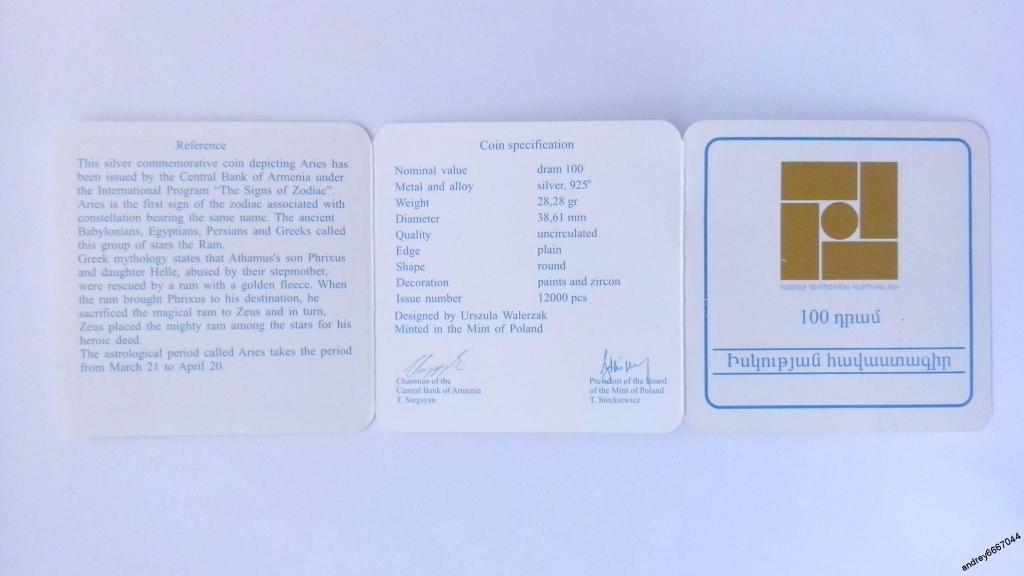 Reference
This silver commemorative coin depicting Aries has
been issued by the Central Bank of Armenia under
the International Program “The Signs of Zodiac”.
Aries is the first sign of the zodiac associated with
constellation bearing the same name. The ancient
Babylonians, Egyptians, Persians and Greeks called
this group of stars the Ram.
Greek mythology states that Athamus's son Phrixus
and daughter Helle, abused by their stepmother,
were rescued by a ram with a golden fleece. When
the ram brought Phrixus to his destination, he
sacrificed the magical ram to Zeus and in turn,
Zeus placed the mighty ram among the stars for his
heroic deed.
The astrological period called Aries takes the period
from March 21 to April 20.
Coin specification
Nominal value dram 100
Metal and alloy silver, 925º
Weight 28,28 gr
Diameter 38,61 mm
Quality uncirculated
Edge plain
Shape round
Decoration paints and zircon
Issue number 12000 pcs
Designed by Urszula Walerzak
Minted in the Mint of Poland
Chairman of the
Central Bank of Armenia
T. Sargsyan
President of the Board
of the Mint of Poland
T. Steckiewicz
100 դրամ
Իսկության հավաստագիր
andrey6667044